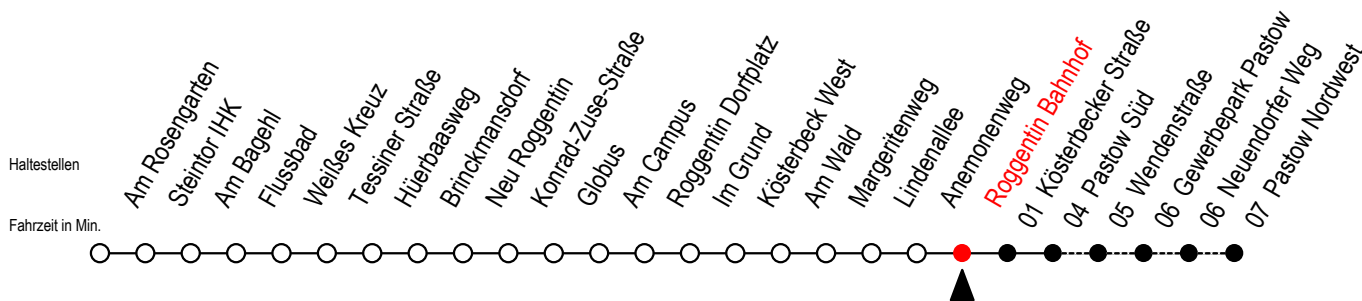 Haltestellen
Fahrzeit in Min.
Am Rosengarten
Steintor IHK
Am Bagehl
Flussbad
Weißes Kreuz
Tessiner Straße
Hüerbaasweg
Brinckmansdorf
Neu Roggentin
Konrad-Zuse-Straße
Globus
Am Campus
Roggentin Dorfplatz
Im Grund
Kösterbeck West
Am Wald
Margeritenweg
Lindenallee
Anemonenweg
Roggentin Bahnhof
01 Kösterbecker Straße
04 Pastow Süd
05 Wendenstraße
06 Gewerbepark Pastow
06 Neuendorfer Weg
07 Pastow Nordwest